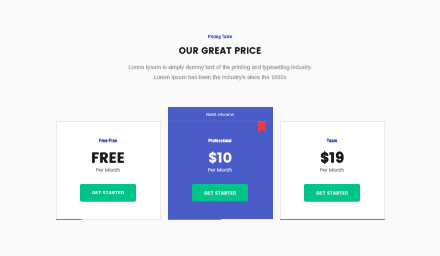 Pricing Table
OUR GREAT PRICE
Lorem Ipsum is simply dummy text of the printing and typesetting industry.
Lorem Ipsum has been the industry's since the 1500s
Best choice
Free Plan
FREE
Per Month
GET STARTED
Professional
$10
Per Month
GET STARTED
Team
$19
Per Month
GET STARTED